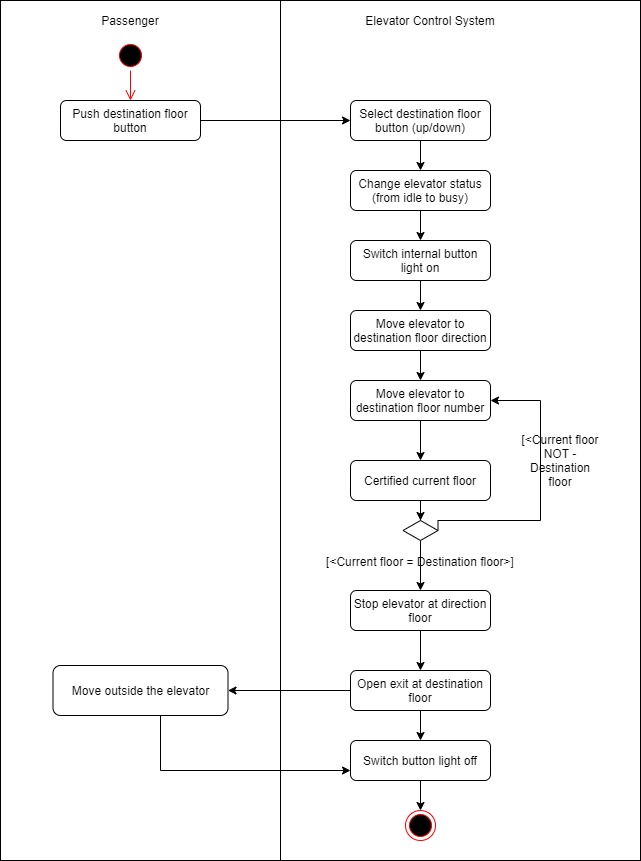 Passenger
Elevator Control System
Push destination floor
button
Select destination floor
button (up/down)
Change elevator status
(from idle to busy)
Switch internal button
light on
Move elevator to
destination floor direction
Move elevator to
destination floor number
[<Current floor
NOT -
Destination
floor
Certified current floor
[<Current floor = Destination floor>]
Stop elevator at direction
floor
Open exit at destination
floor
Move outside the elevator
Switch button light off